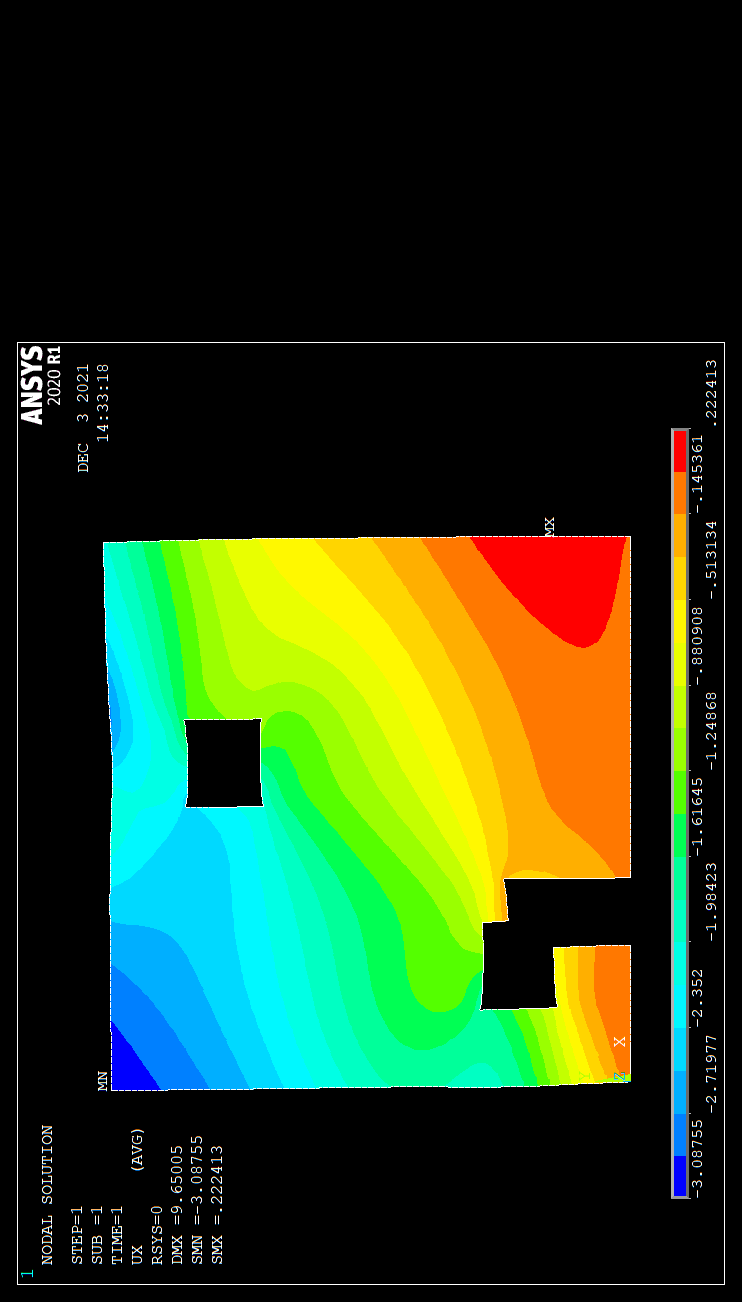 1
NODAL SOLUTION
STEP=1
SUB =1
TIME=1
UX (AVG)
RSYS=0
DMX =9.65005
SMN =-3.08755
SMX =.222413
ANSYS
2020 R1
DEC 3 2021
14:33:18
MN
MX
Y
Z X
-3.08755
-2.71977
-2.352
-1.98423
-1.61645
-1.24868
-.880908
-.513134
-.145361
.222413